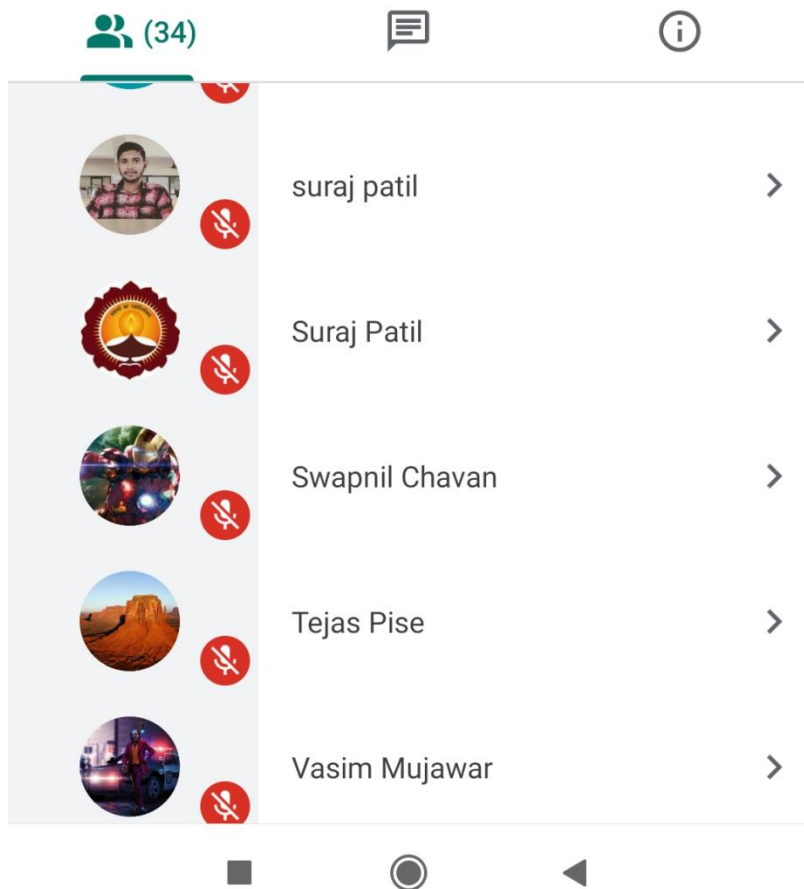 (34)
suraj patil
Suraj Patil
Swapnil Chavan
Tejas Pise
Vasim Mujawar